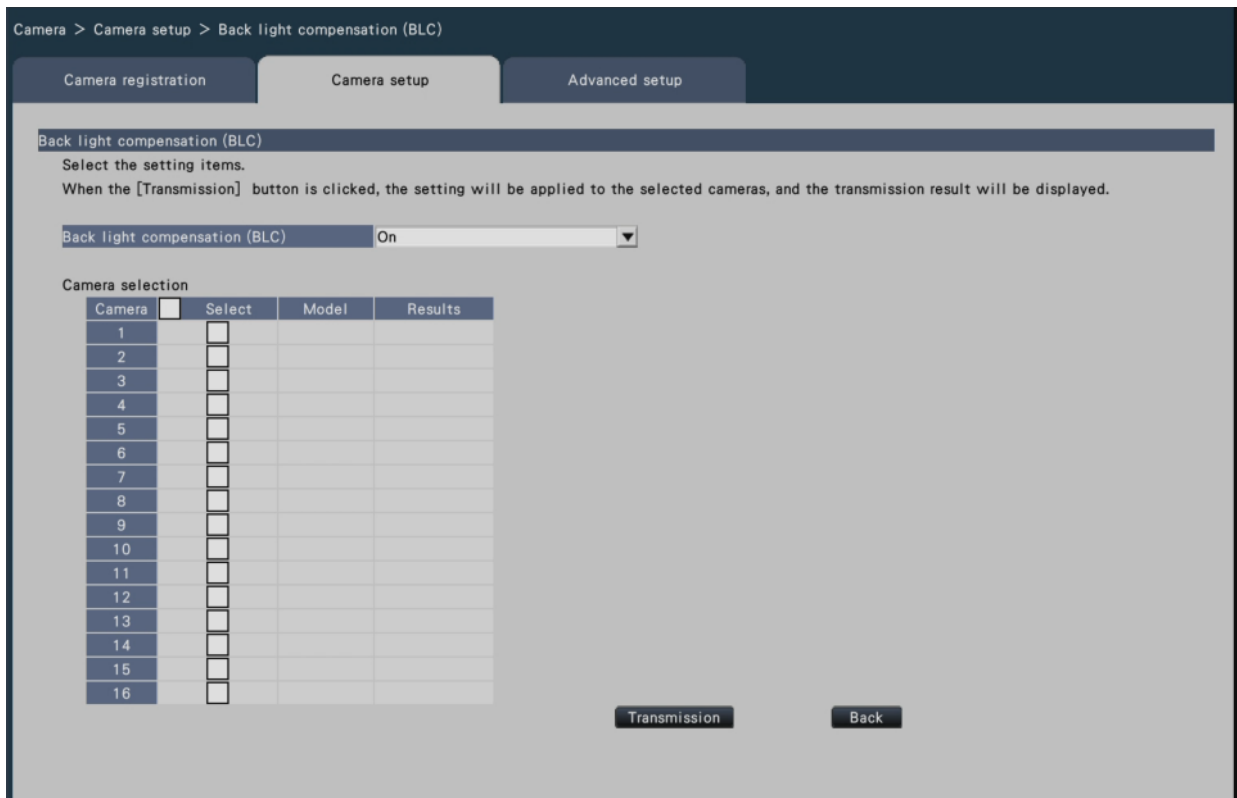 Camera > Camera setup > Back light compensation (BLC)
Camera registration Camera setup Advanced setup
Back light compensation (BLC)
Select the setting items.
When the [Transmission] button is clicked, the setting will be applied to the selected cameras, and the transmission result will be displayed.
Back light compensation (BLC) On
Camera selection
Camera Select Model Results
1
2
3
4
5
6
7
8
9
10
11
12
13
14
15
16
Transmission Back